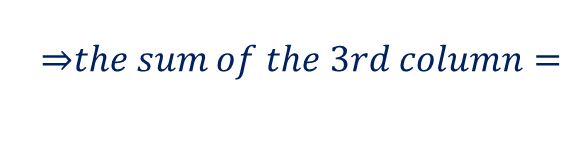 ⇒the sum of the 3rd column =